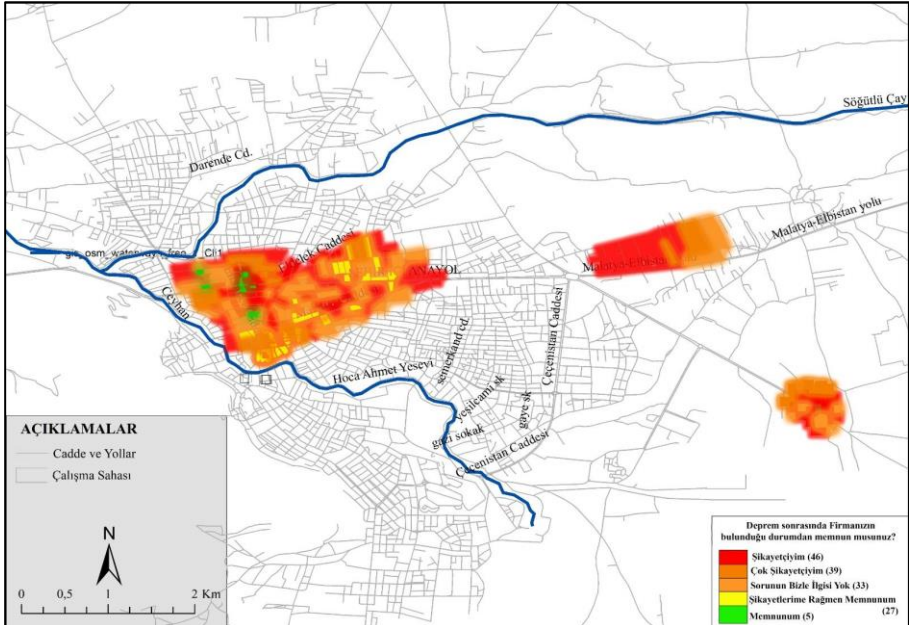 Söğütlü Çay
Darende Cd.
Malatya-Elbistan yolu
Ceyhan
ANAYOL
Malatya-Elbistan
Hoca Ahmet Yesevi
semerkand cd.
Çeçenistan Caddesi
yeşilcami sk
gaye sk
gazi sokak
Çeçenistan Caddesi
AÇIKLAMALAR
Cadde ve Yollar
Çalışma Sahası
N
0 0,5 1 2 Km
Deprem sonrasında Firmanızın
bulunduğu durumdan memnun musunuz?
Şikayetçiyim (46)
Çok Şikayetçiyim (39)
Sorunun Bizle İlgisi Yok (33)
Şikayetlerime Rağmen Memnunum
(27)
Memnunum (5)